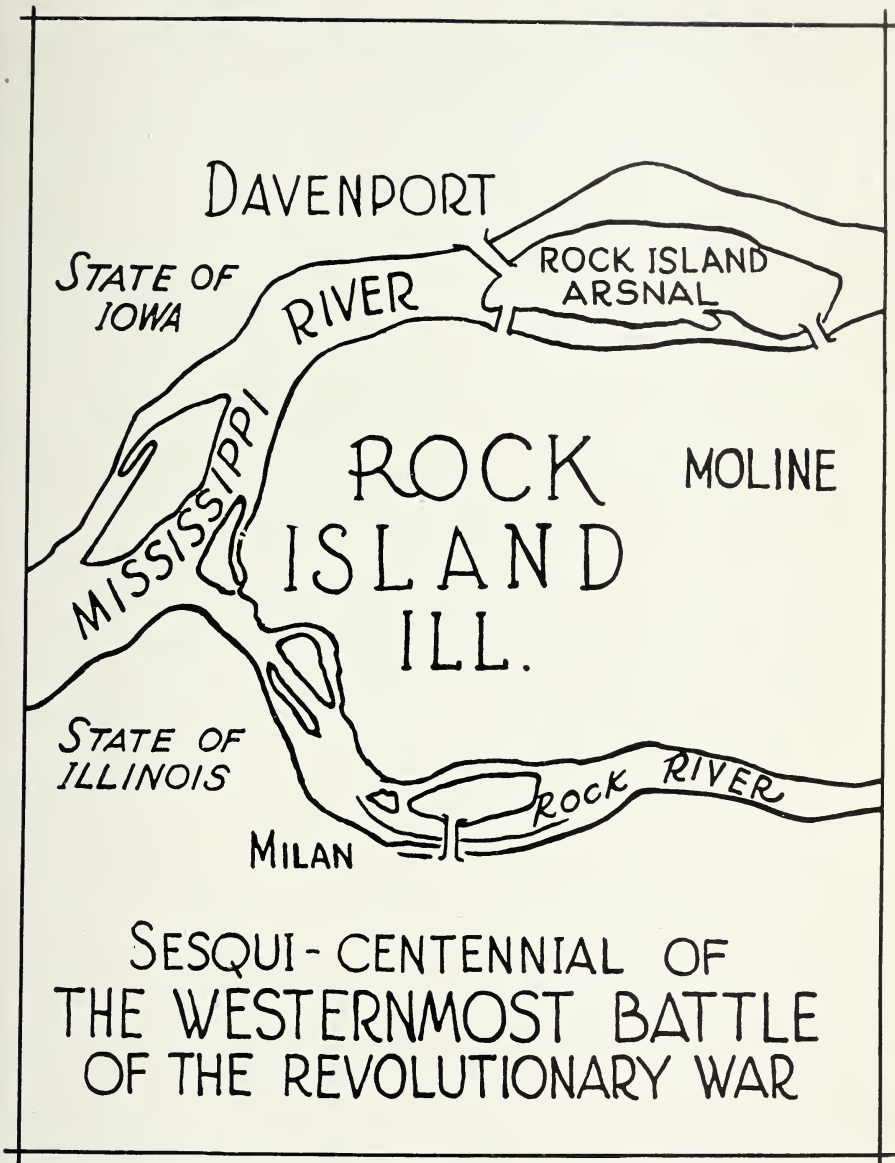 DAVENPORT
STATE OF
IOWA
ROCK ISLAND
ARSNAL
MISSISSIPPI RIVER
ROCK
ISLAND
ILL.
MOLINE
STATE OF
ILLINOIS
ROCK RIVER
MILAN
SESQUI-CENTENNIAL OF
THE WESTERNMOST BATTLE
OF THE REVOLUTIONARY WAR